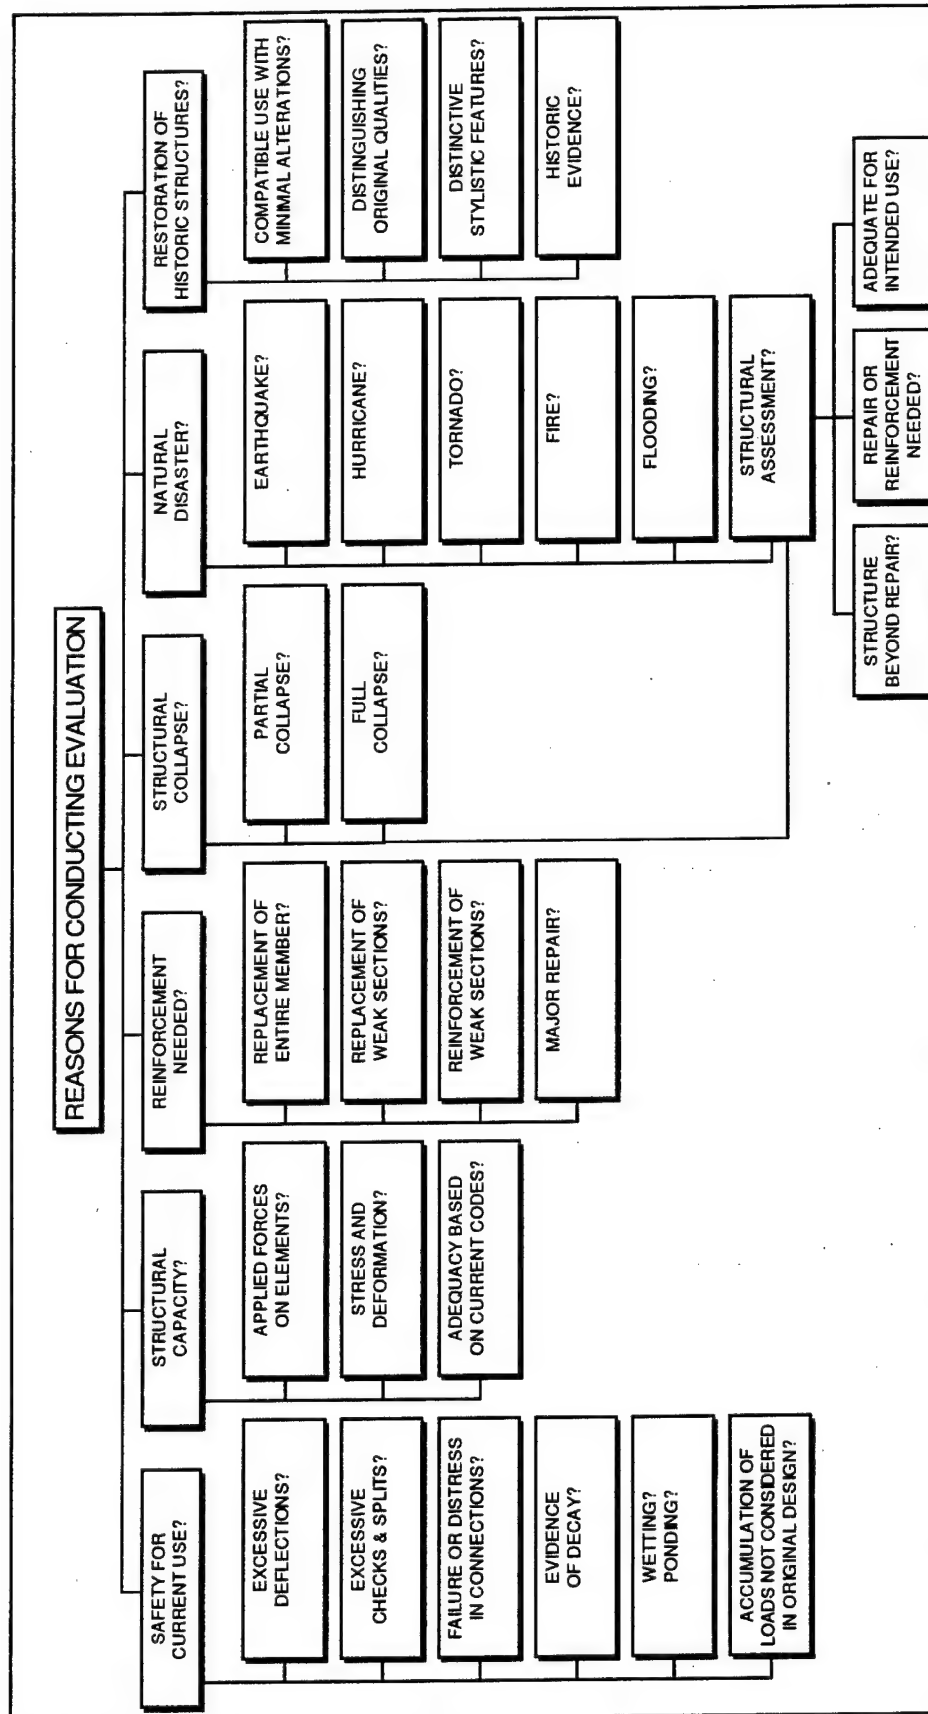 REASONS FOR CONDUCTING EVALUATION
SAFETY FOR
CURRENT USE?
EXCESSIVE
DEFLECTIONS?
EXCESSIVE
CHECKS & SPLITS?
FAILURE OR DISTRESS
IN CONNECTIONS?
EVIDENCE
OF DECAY?
WETTING?
PONDING?
ACCUMULATION OF
LOADS NOT CONSIDERED
IN ORIGINAL DESIGN?
STRUCTURAL
CAPACITY?
APPLIED FORCES
ON ELEMENTS?
STRESS AND
DEFORMATION?
ADEQUACY BASED
ON CURRENT CODES?
REINFORCEMENT
NEEDED?
REPLACEMENT OF
ENTIRE MEMBER?
REPLACEMENT OF
WEAK SECTIONS?
REINFORCEMENT OF
WEAK SECTIONS?
MAJOR REPAIR?
STRUCTURAL
COLLAPSE?
PARTIAL
COLLAPSE?
FULL
COLLAPSE?
NATURAL
DISASTER?
EARTHQUAKE?
HURRICANE?
TORNADO?
FIRE?
FLOODING?
STRUCTURAL
ASSESSMENT?
STRUCTURE
BEYOND REPAIR?
REPAIR OR
REINFORCEMENT
NEEDED?
ADEQUATE FOR
INTENDED USE?
RESTORATION OF
HISTORIC STRUCTURES?
COMPATIBLE USE WITH
MINIMAL ALTERATIONS?
DISTINGUISHING
ORIGINAL QUALITIES?
DISTINCTIVE
STYLISTIC FEATURES?
HISTORIC
EVIDENCE?